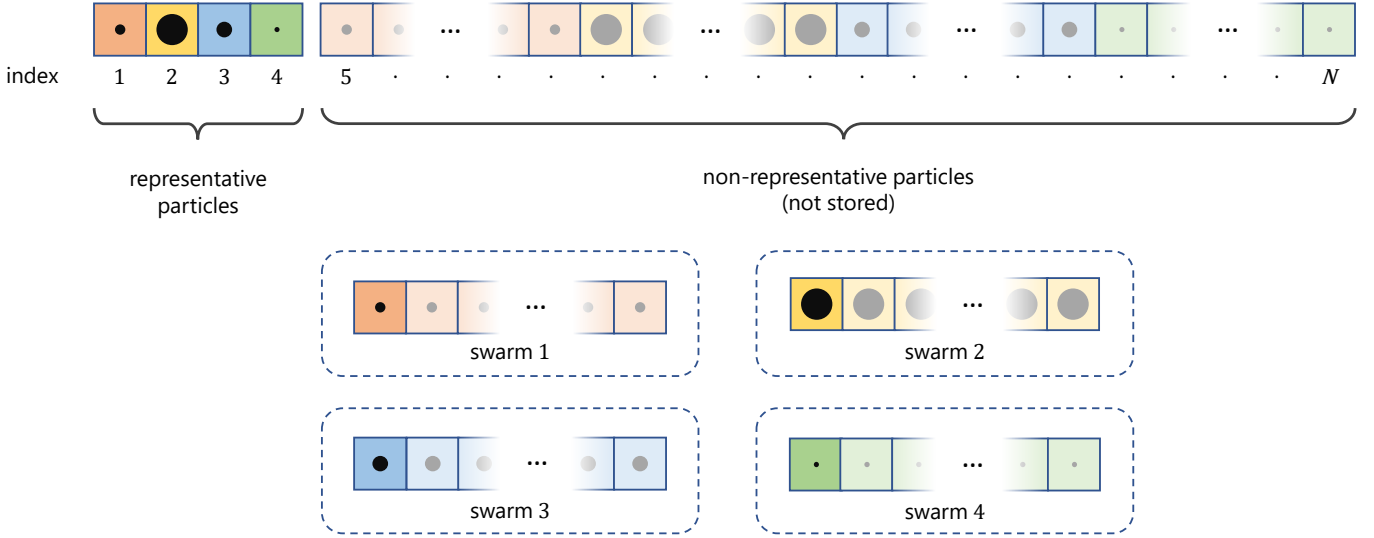 ... ... ... ...
index 1 2 3 4 5 · · · · · · · · · · · · · · · · · · N
representative
particles
non-representative particles
(not stored)
...
swarm 1
...
swarm 2
...
swarm 3
...
swarm 4